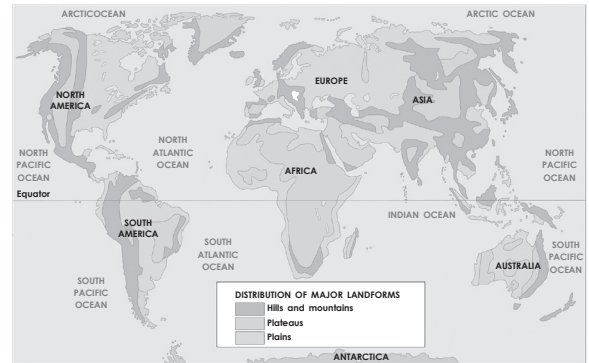 ARCTICOCEAN
ARCTIC OCEAN
EUROPE
NORTH
AMERICA
ASIA
NORTH
PACIFIC
OCEAN
NORTH
ATLANTIC
OCEAN
NORTH
PACIFIC
OCEAN
AFRICA
Equator
INDIAN OCEAN
SOUTH
AMERICA
SOUTH
ATLANTIC
OCEAN
SOUTH
PACIFIC
OCEAN
AUSTRALIA
SOUTH
PACIFIC
OCEAN
DISTRIBUTION OF MAJOR LANDFORMS
Hills and mountains
Plateaus
Plains
ANTARCTICA